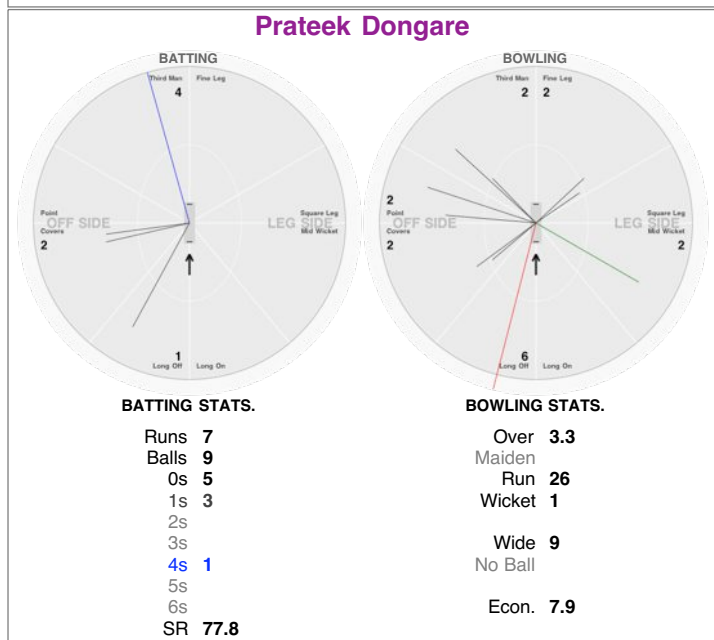 Prateek Dongare
BATTING
Third Man
Fine Leg
4
Point
OFF SIDE
Covers
2
Square Leg
LEG SIDE
Mid Wicket
1
Long Off
Long On
BOWLING
Third Man
Fine Leg
2
2
2
Point
OFF SIDE
Covers
2
Square Leg
LEG SIDE
Mid Wicket
2
6
Long Off
Long On
BATTING STATS.
Runs 7
Balls 9
0s 5
1s 3
2s
3s
4s 1
5s
6s
SR 77.8
BOWLING STATS.
Over 3.3
Maiden
Run 26
Wicket 1
Wide 9
No Ball
Econ. 7.9